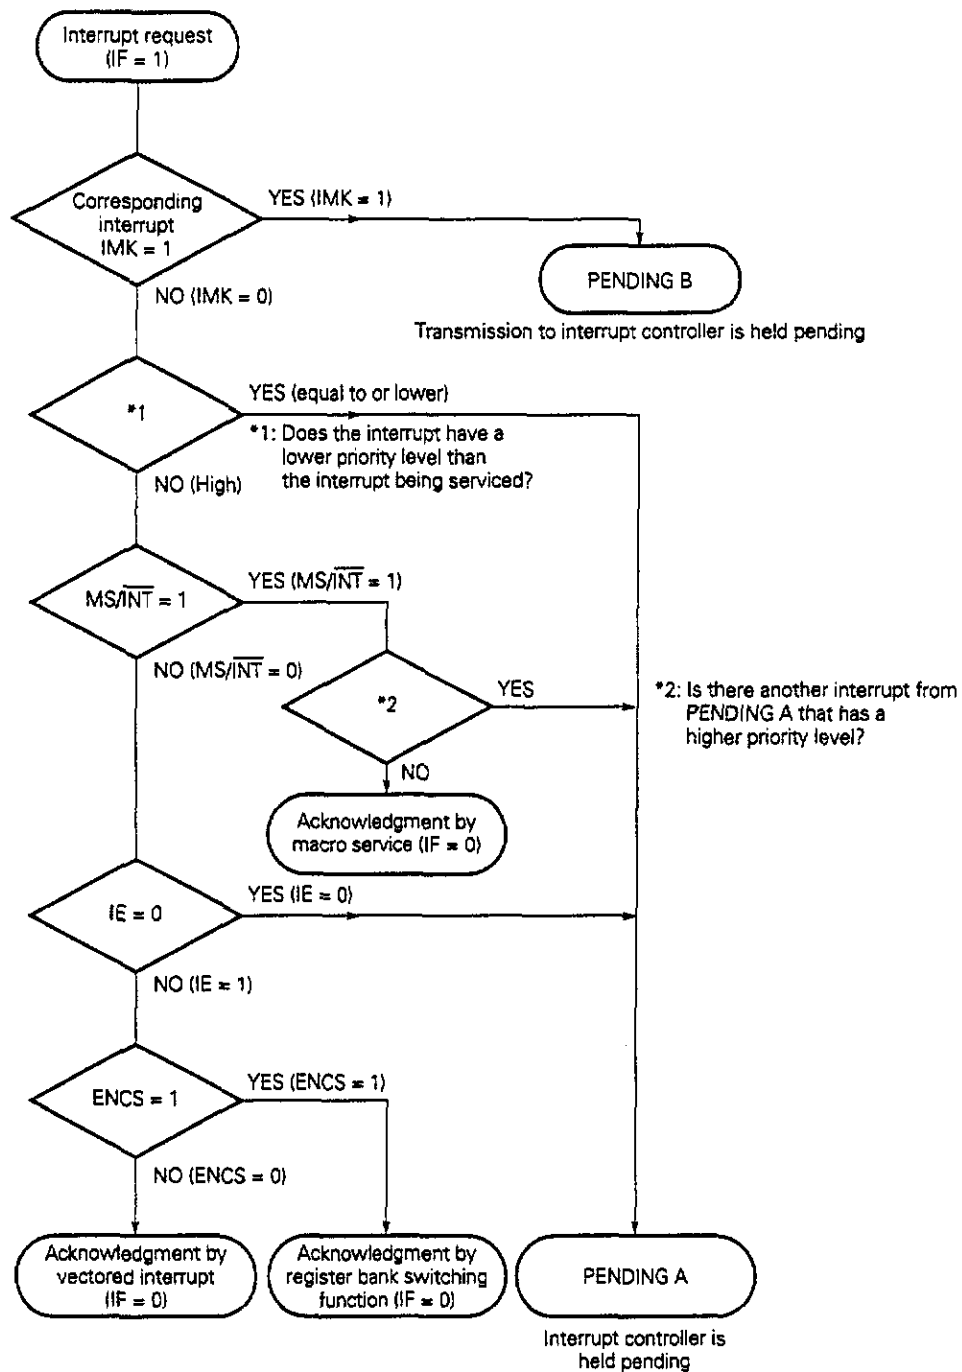 Interrupt request
(IF = 1)
Corresponding
interrupt
IMK = 1
YES (IMK = 1)
PENDING B
NO (IMK = 0)
Transmission to interrupt controller is held pending
*1
YES (equal to or lower)
*1: Does the interrupt have a
lower priority level than
the interrupt being serviced?
NO (High)
MS/I̅N̅T̅ = 1
YES (MS/I̅N̅T̅ = 1)
NO (MS/I̅N̅T̅ = 0)
*2
YES
*2: Is there another interrupt from
PENDING A that has a
higher priority level?
NO
Acknowledgment by
macro service (IF = 0)
IE = 0
YES (IE = 0)
NO (IE = 1)
ENCS = 1
YES (ENCS = 1)
NO (ENCS = 0)
Acknowledgment by
vectored interrupt
(IF = 0)
Acknowledgment by
register bank switching
function (IF = 0)
PENDING A
Interrupt controller is
held pending